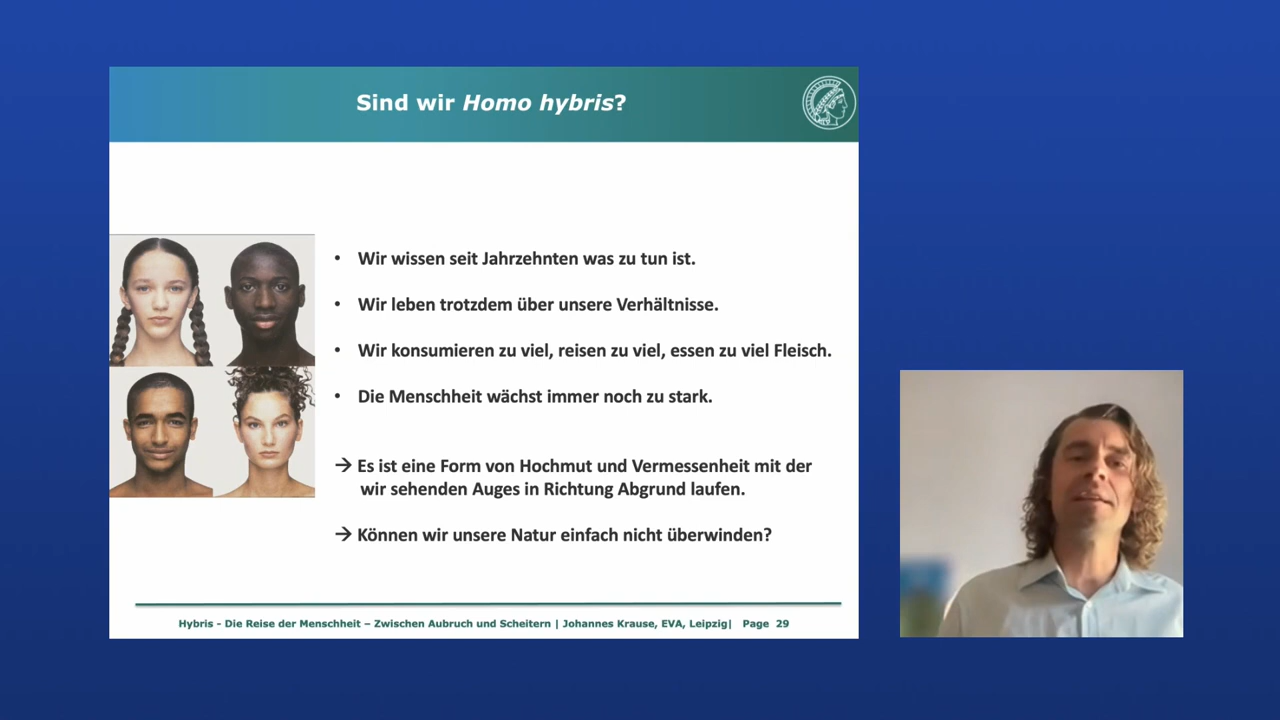 Sind wir Homo hybris?
• Wir wissen seit Jahrzehnten was zu tun ist.
• Wir leben trotzdem über unsere Verhältnisse.
• Wir konsumieren zu viel, reisen zu viel, essen zu viel Fleisch.
• Die Menschheit wächst immer noch zu stark.
→ Es ist eine Form von Hochmut und Vermessenheit mit der
wir sehenden Auges in Richtung Abgrund laufen.
→ Können wir unsere Natur einfach nicht überwinden?
Hybris - Die Reise der Menschheit – Zwischen Aubruch und Scheitern | Johannes Krause, EVA, Leipzig| Page 29